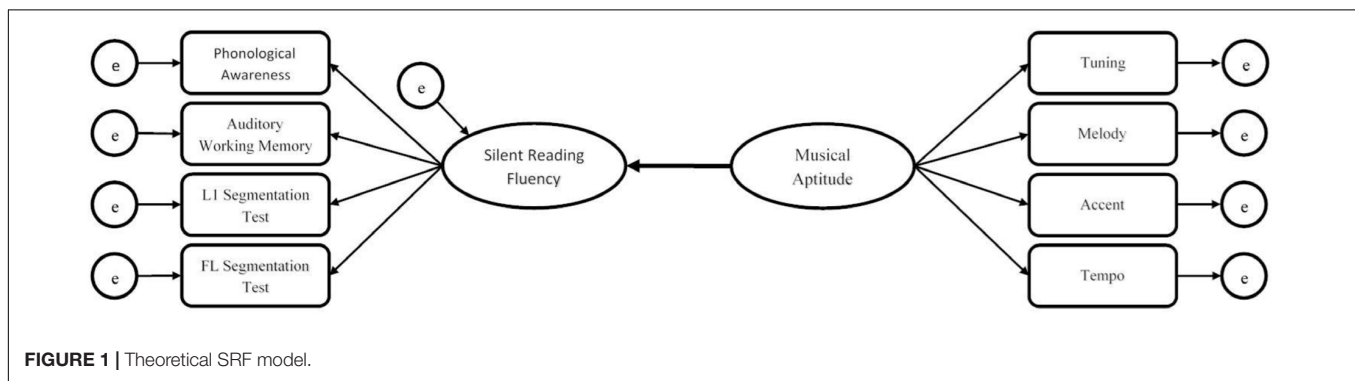 e
Phonological
Awareness
e
Auditory
Working Memory
e
L1 Segmentation
Test
e
FL Segmentation
Test
e
Silent Reading
Fluency
Musical
Aptitude
Tuning
e
Melody
e
Accent
e
Tempo
e
FIGURE 1 | Theoretical SRF model.